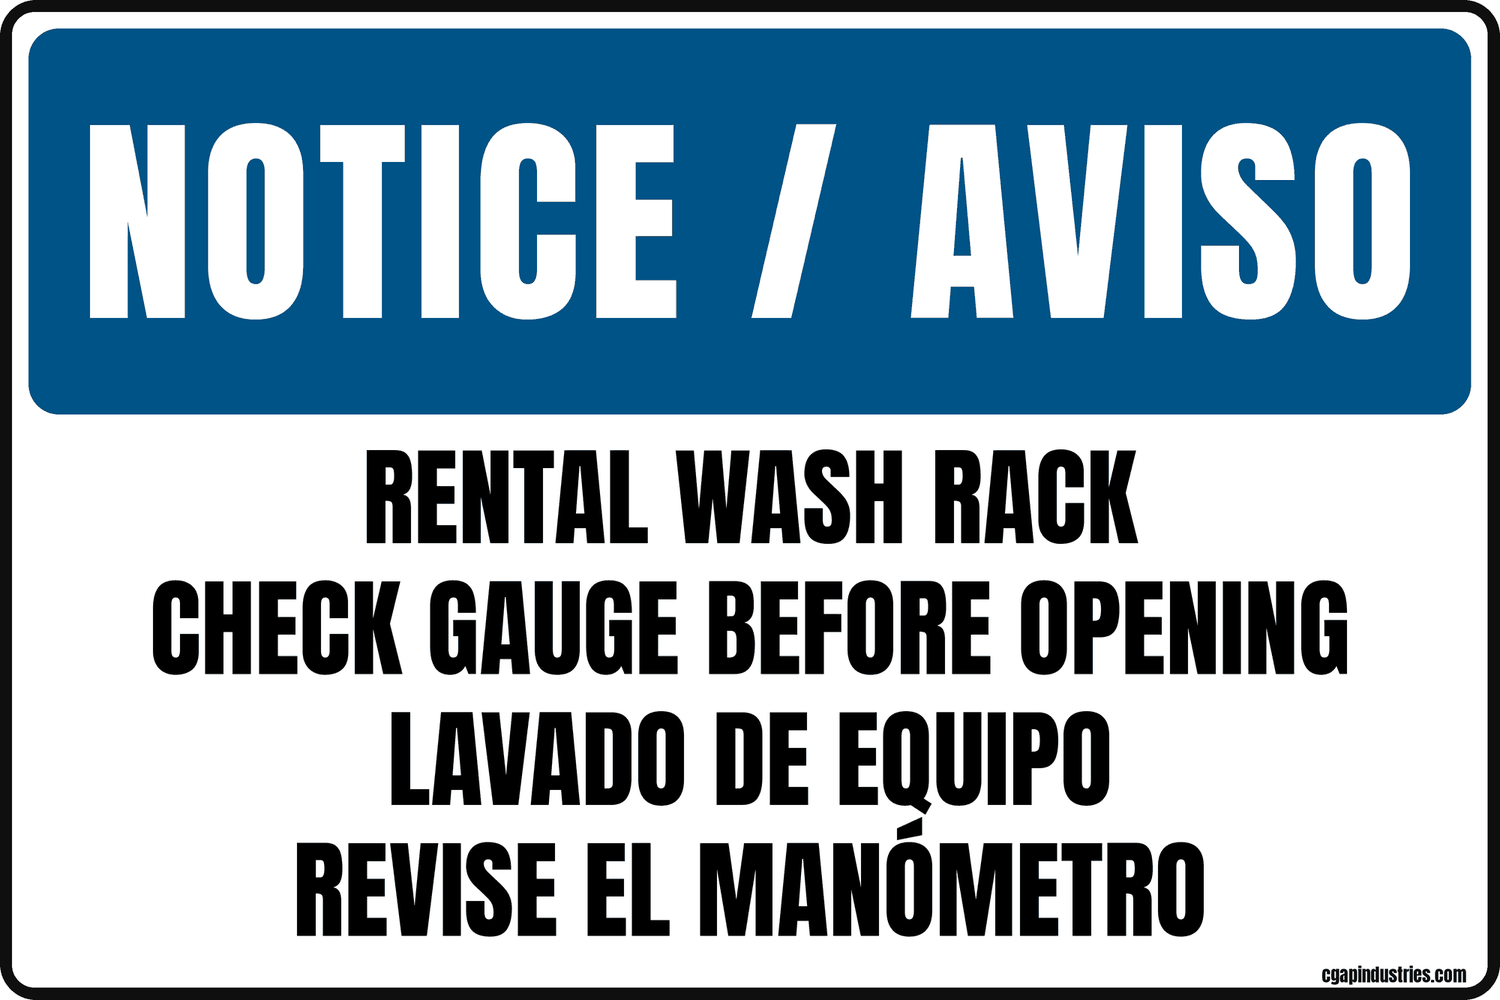 NOTICE / AVISO
RENTAL WASH RACK
CHECK GAUGE BEFORE OPENING
LAVADO DE EQUIPO
REVISE EL MANÓMETRO
cgapindustries.com